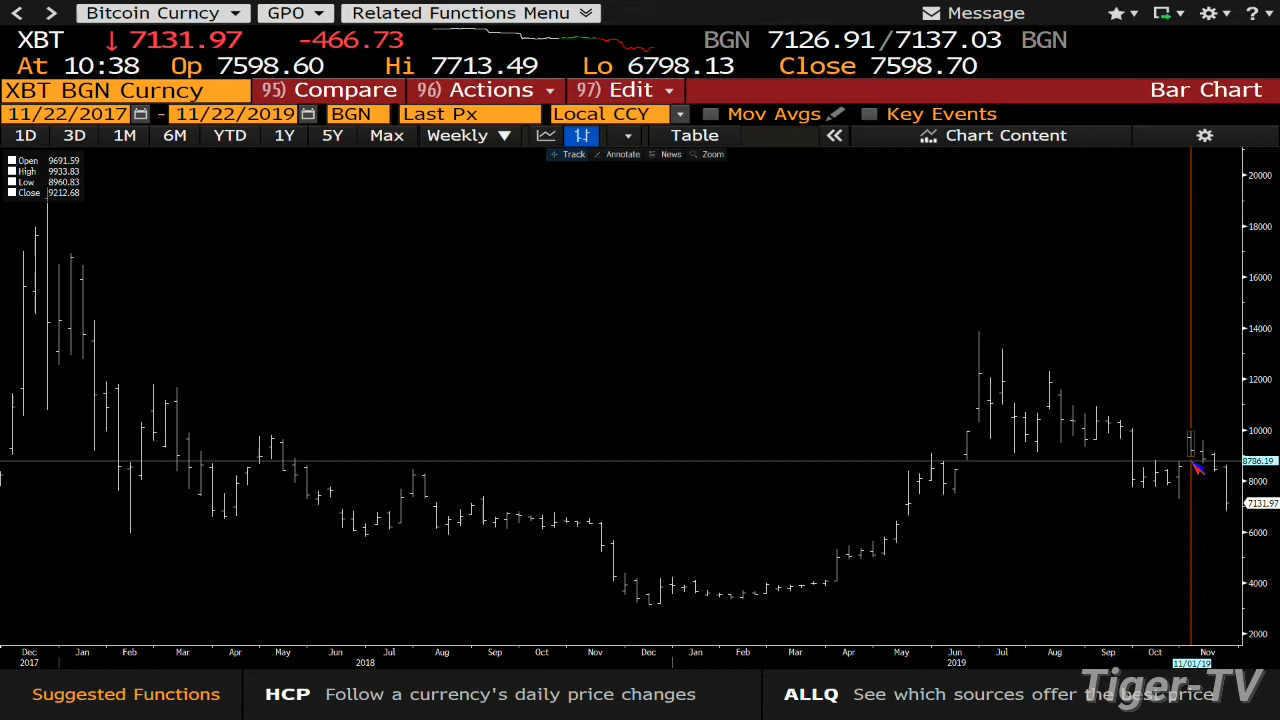 Bitcoin Curncy GPO Related Functions Menu Message ?
XBT ↓ 7131.97 -466.73 BGN 7126.91/7137.03 BGN
At 10:38 Op 7598.60 Hi 7713.49 Lo 6798.13 Close 7598.70
XBT BGN Curncy 95) Compare 96) Actions 97) Edit Bar Chart
11/22/2017 - 11/22/2019 BGN Last Px Local CCY Mov Avgs Key Events
1D 3D 1M 6M YTD 1Y 5Y Max Weekly ▼ Table Chart Content
Track Annotate News Zoom
Open 9691.59
High 9933.83
Low 8960.83
Close 9212.68
20000
18000
16000
14000
12000
10000
8786.19
8000
7131.97
6000
4000
2000
Dec Jan Feb Mar Apr May Jun Jul Aug Sep Oct Nov Dec Jan Feb Mar Apr May Jun Jul Aug Sep Oct Nov
2017 2018 2019 11/01/19
Suggested Functions HCP Follow a currency's daily price changes ALLQ See which sources offer the best price
Tiger-TV